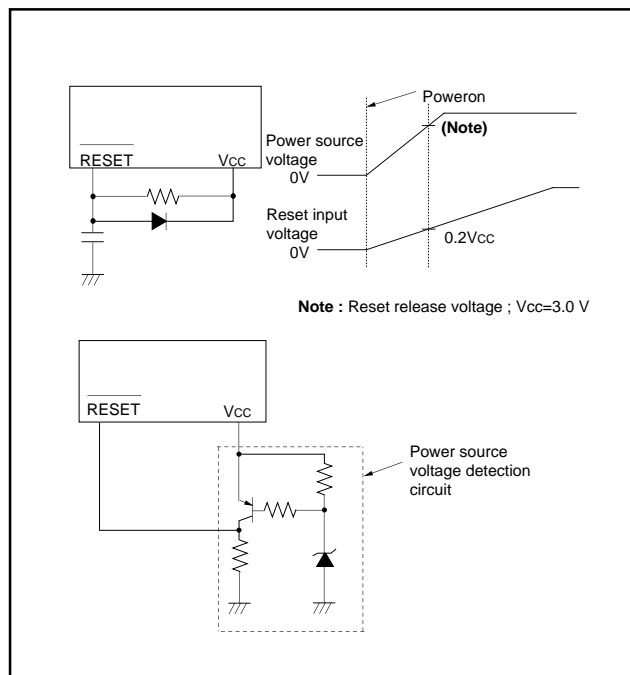 Poweron
RESET
Vcc
Power source
voltage
0V
(Note)
Reset input
voltage
0V
0.2Vcc
Note : Reset release voltage ; Vcc=3.0 V
RESET
Vcc
Power source
voltage detection
circuit